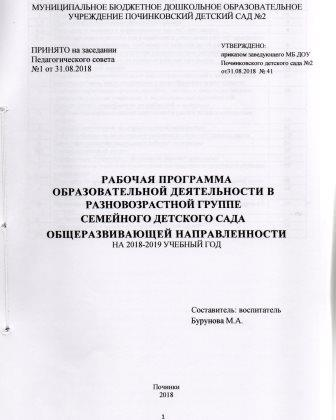 МУНИЦИПАЛЬНОЕ БЮДЖЕТНОЕ ДОШКОЛЬНОЕ ОБРАЗОВАТЕЛЬНОЕ
УЧРЕЖДЕНИЕ ПОЧИНКОВСКИЙ ДЕТСКИЙ САД №2
ПРИНЯТО на заседании
Педагогического совета
№1 от 31.08.2018
УТВЕРЖДЕНО:
приказом заведующего МБ ДОУ
Починковского детского сада №2
от31.08.2018 № 41
РАБОЧАЯ ПРОГРАММА
ОБРАЗОВАТЕЛЬНОЙ ДЕЯТЕЛЬНОСТИ В
РАЗНОВОЗРАСТНОЙ ГРУППЕ
СЕМЕЙНОГО ДЕТСКОГО САДА
ОБЩЕРАЗВИВАЮЩЕЙ НАПРАВЛЕННОСТИ
НА 2018-2019 УЧЕБНЫЙ ГОД
Составитель: воспитатель
Бурунова М.А.
Починки
2018
1